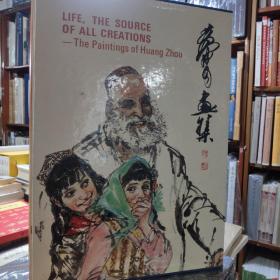 LIFE, THE SOURCE
OF ALL CREATIONS
—The Paintings of Huang Zhou
黄胄画集